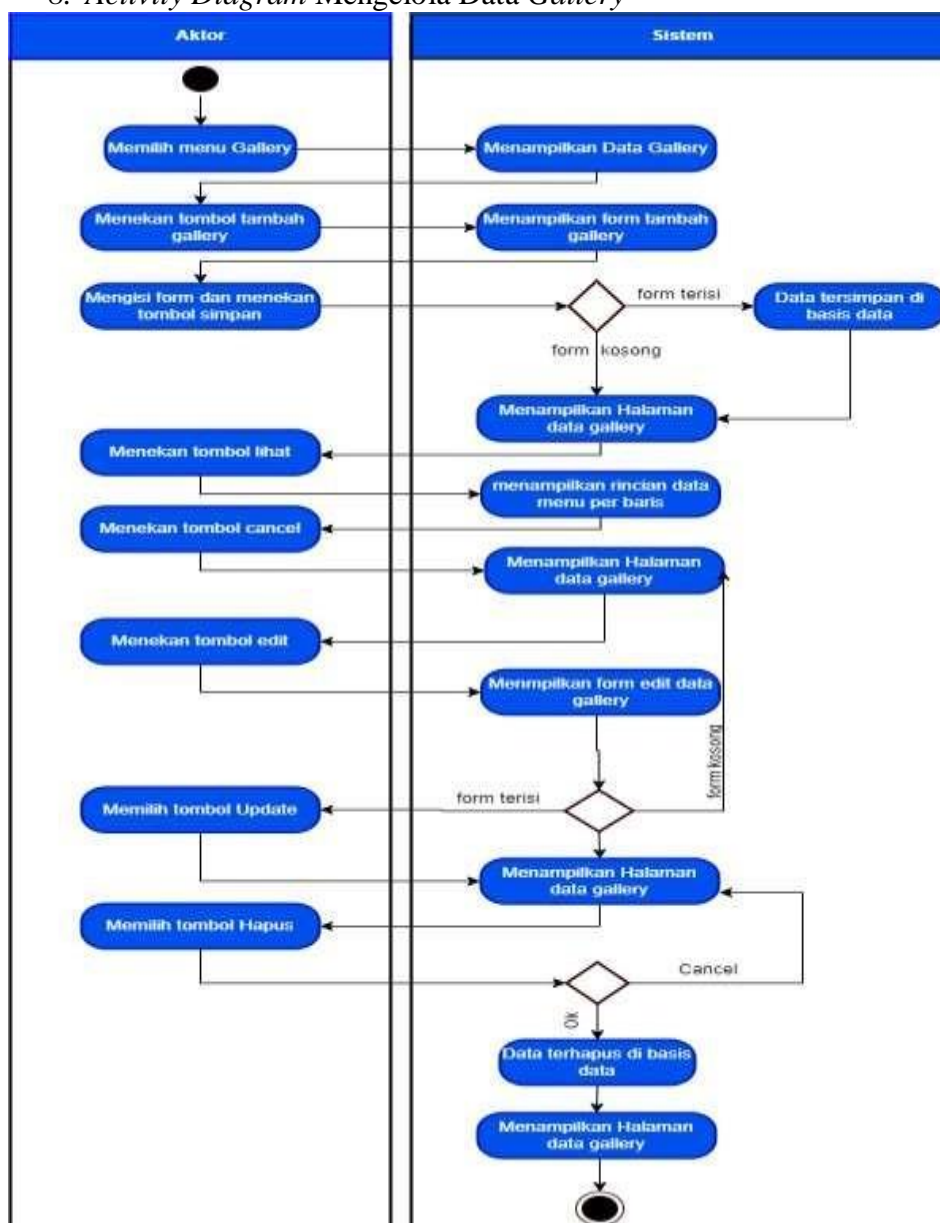 8. Activity Diagram Mengelola Data Gallery
Aktor
Sistem
Memilih menu Gallery
Menampilkan Data Gallery
Menekan tombol tambah
gallery
Menampilkan form tambah
gallery
Mengisi form dan menekan
tombol simpan
form terisi
Data tersimpan di
basis data
form kosong
Menampilkan Halaman
data gallery
Menekan tombol lihat
menampilkan rincian data
menu per baris
Menekan tombol cancel
Menampilkan Halaman
data gallery
Menekan tombol edit
Menmpilkan form edit data
gallery
form kosong
form terisi
Memilih tombol Update
Menampilkan Halaman
data gallery
Memilih tombol Hapus
Cancel
OK
Data terhapus di basis
data
Menampilkan Halaman
data gallery